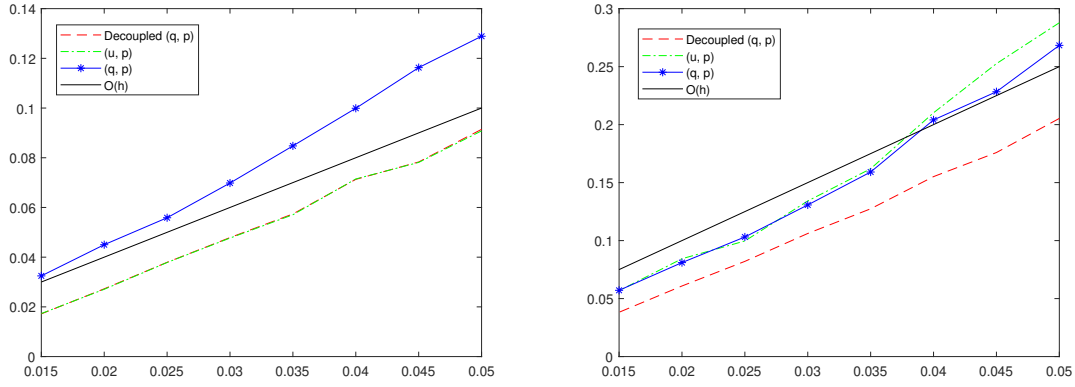 0.14
0.12
0.1
0.08
0.06
0.04
0.02
0
0.015 0.02 0.025 0.03 0.035 0.04 0.045 0.05
Decoupled (q, p)
(u, p)
(q, p)
O(h)
0.3
0.25
0.2
0.15
0.1
0.05
0
0.015 0.02 0.025 0.03 0.035 0.04 0.045 0.05
Decoupled (q, p)
(u, p)
(q, p)
O(h)